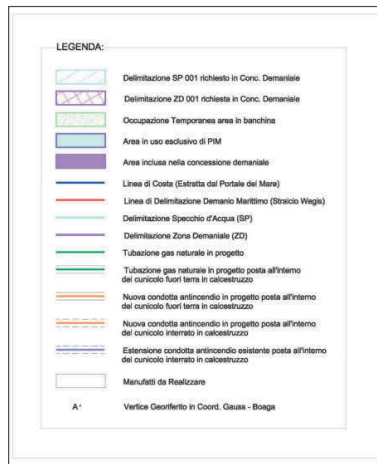 LEGENDA:
Delimitazione SP 001 richiesto in Conc. Demaniale
Delimitazione ZD 001 richiesta in Conc. Demaniale
Occupazione Temporanea area in banchina
Area in uso esclusivo di PIM
Area inclusa nella concessione demaniale
Linea di Costa (Estratta dal Portale del Mare)
Linea di Delimitazione Demanio Marittimo (Stralcio Wegis)
Delimitazione Specchio d'Acqua (SP)
Delimitazione Zona Demaniale (ZD)
Tubazione gas naturale in progetto
Tubazione gas naturale in progetto posta all'interno
del cunicolo fuori terra in calcestruzzo
Nuova condotta antincendio in progetto posta all'interno
del cunicolo fuori terra in calcestruzzo
Nuova condotta antincendio in progetto posta all'interno
del cunicolo interrato in calcestruzzo
Estensione condotta antincendio esistente posta all'interno
del cunicolo interrato in calcestruzzo
Manufatti da Realizzare
A+ Vertice Georiferito in Coord. Gauss - Boaga